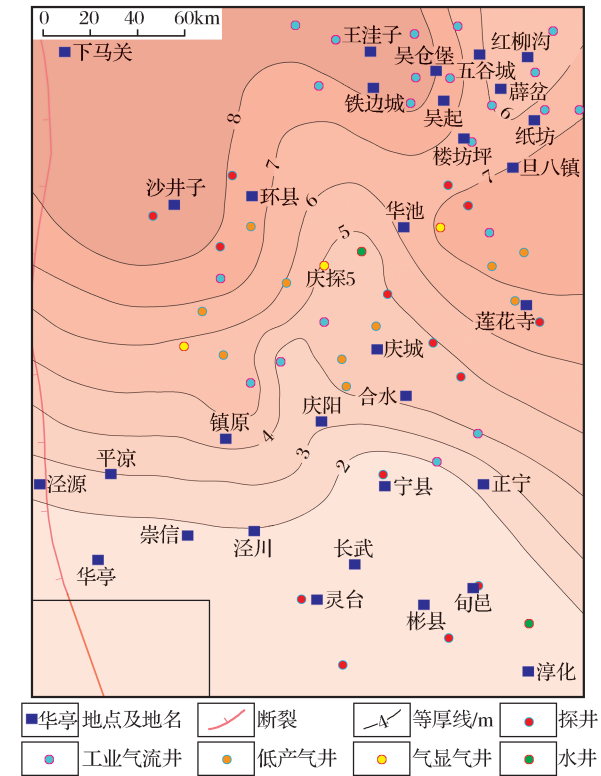 0 20 40 60km
下马关
王洼子
吴仓堡
红柳沟
五谷城
薜岔
铁边城
吴起
纸坊
6
8
7
楼坊坪
旦八镇
7
沙井子
环县
6
华池
5
庆探5
莲花寺
庆城
合水
庆阳
镇原
4
3
2
平凉
泾源
宁县
正宁
崇信
泾川
长武
华亭
灵台
旬邑
彬县
淳化
华亭 地点及地名 断裂 4 等厚线/m 探井
工业气流井 低产气井 气显气井 水井